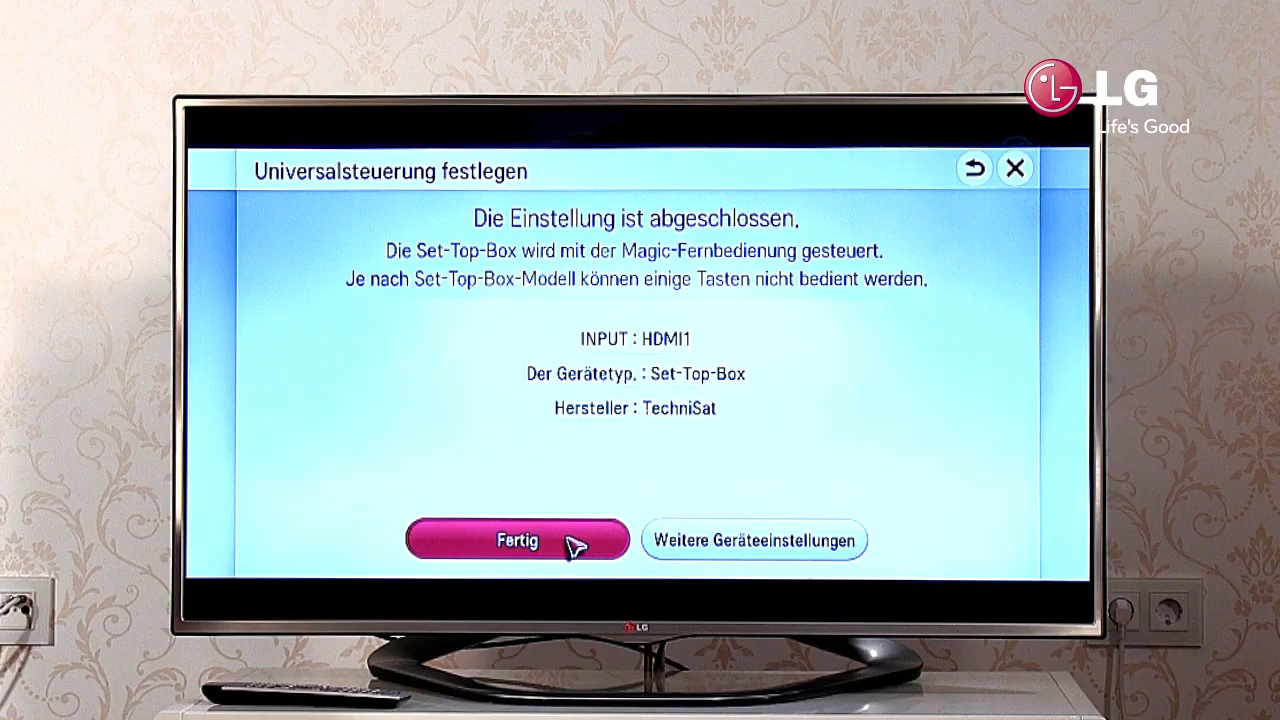 LG
Life's Good
Universalsteuerung festlegen
Die Einstellung ist abgeschlossen.
Die Set-Top-Box wird mit der Magic-Fernbedienung gesteuert.
Je nach Set-Top-Box-Modell können einige Tasten nicht bedient werden.
INPUT : HDMI1
Der Gerätetyp. : Set-Top-Box
Hersteller : TechniSat
Fertig
Weitere Geräteeinstellungen
LG